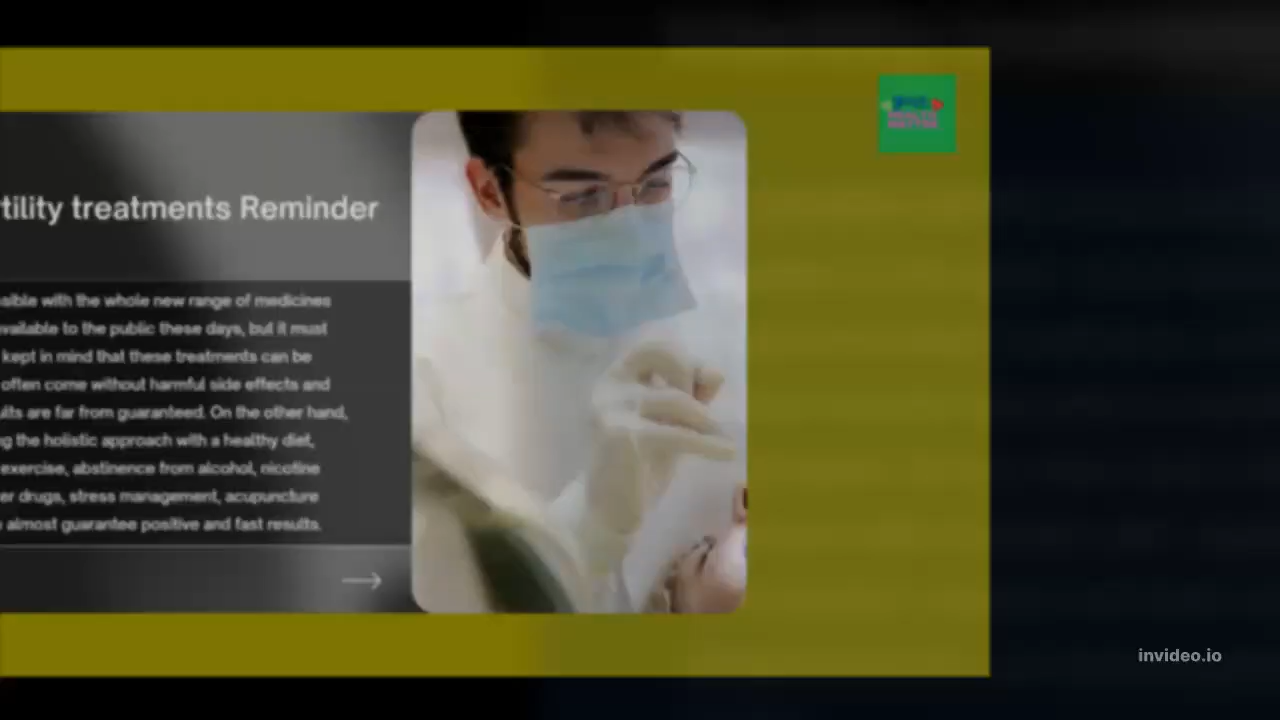 tility treatments Reminder
HEALTH
MATTER
sible with the whole new range of medicines
vailable to the public these days, but it must
kept in mind that these treatments can be
often come without harmful side effects and
ults are far from guaranteed. On the other hand,
g the holistic approach with a healthy diet,
exercise, abstinence from alcohol, nicotine
er drugs, stress management, acupuncture
almost guarantee positive and fast results.
invideo.io